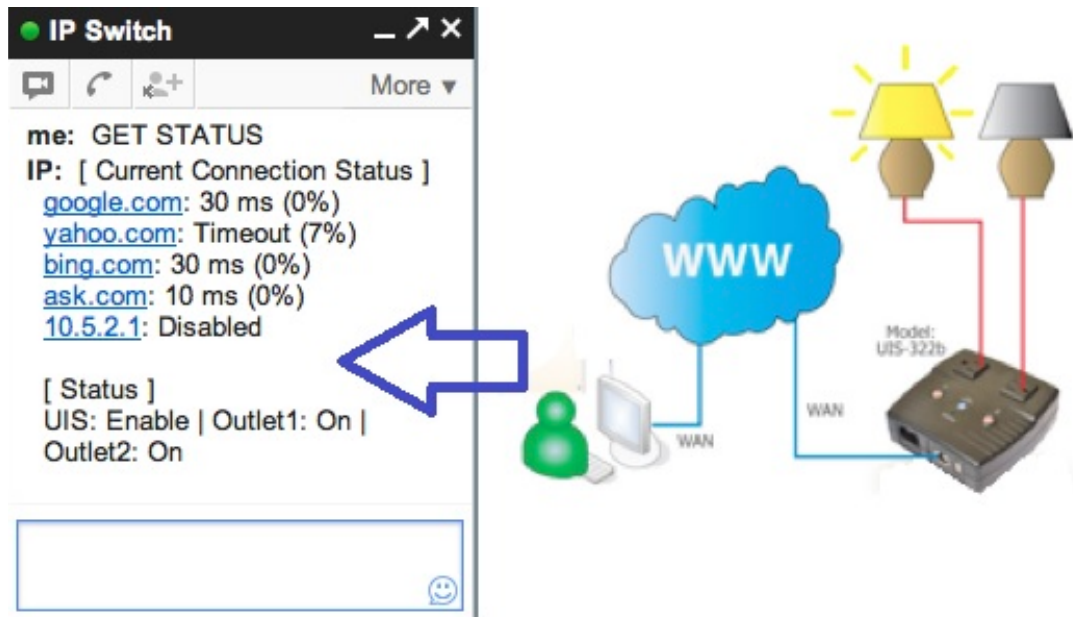 IP Switch
More ▼
me: GET STATUS
IP: [ Current Connection Status ]
google.com: 30 ms (0%)
yahoo.com: Timeout (7%)
bing.com: 30 ms (0%)
ask.com: 10 ms (0%)
10.5.2.1: Disabled
[ Status ]
UIS: Enable | Outlet1: On |
Outlet2: On
WWW
WAN
WAN
Model:
UIS-322b